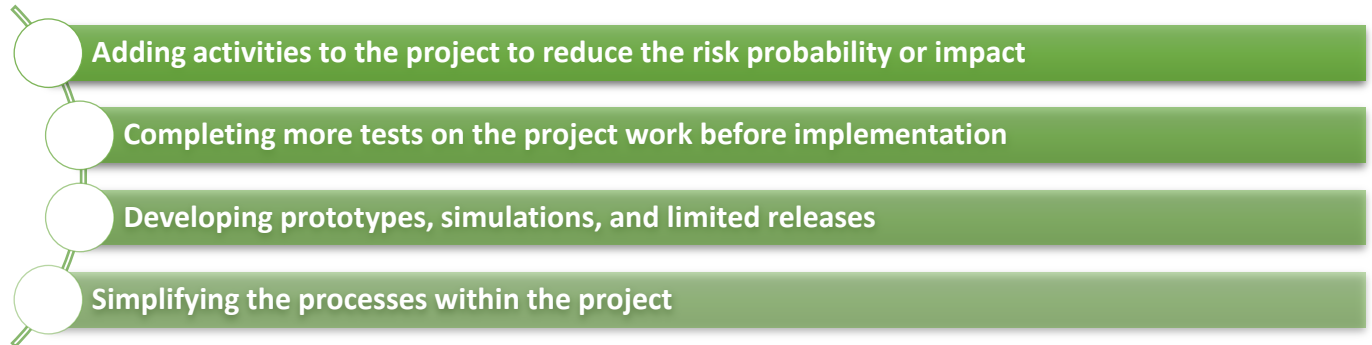 Adding activities to the project to reduce the risk probability or impact
Completing more tests on the project work before implementation
Developing prototypes, simulations, and limited releases
Simplifying the processes within the project